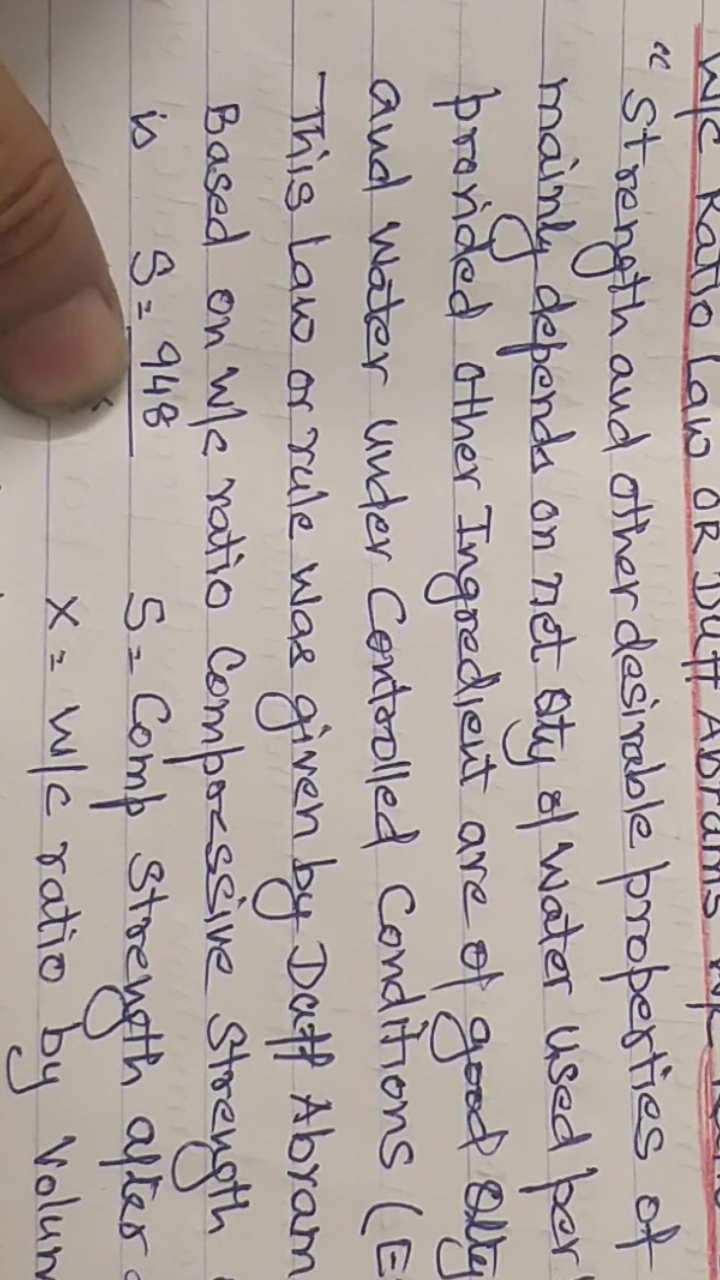 W/C Ratio Law OR Duff Abrams
" Strength and other desirable properties of
mainly depends on net Qty of water used per
provided other Ingredient are of good Qlty
and water under Controlled Conditions (
This Law or rule was given by Duff Abram
Based on W/c ratio Compressive Strength
is S = 948 S = Comp Strength after
x = W/c ratio by Volum